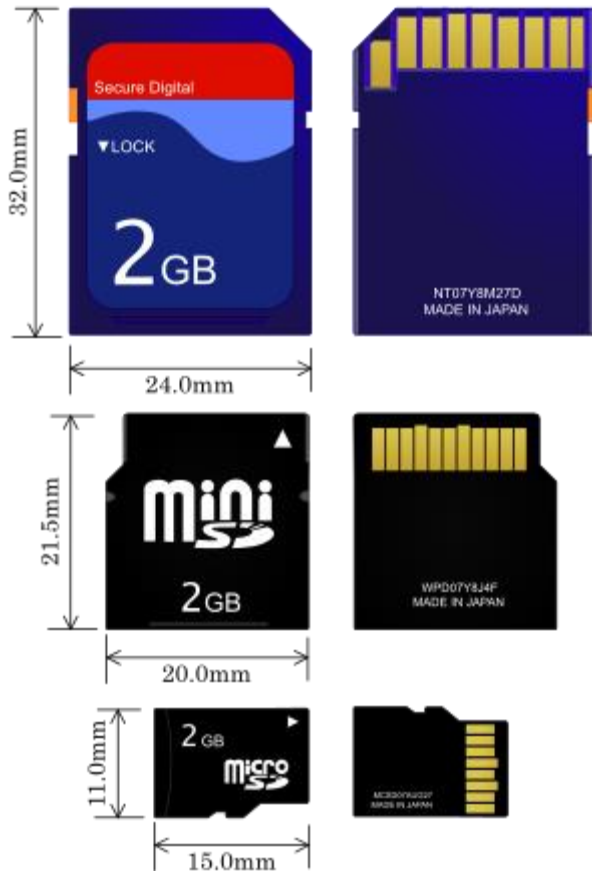 32.0mm
Secure Digital
▼LOCK
2GB
NT07Y8M27D
MADE IN JAPAN
24.0mm
21.5mm
mini
SD
2GB
WPD07Y8J4F
MADE IN JAPAN
20.0mm
11.0mm
2GB
micro
SD
MADE IN JAPAN
15.0mm